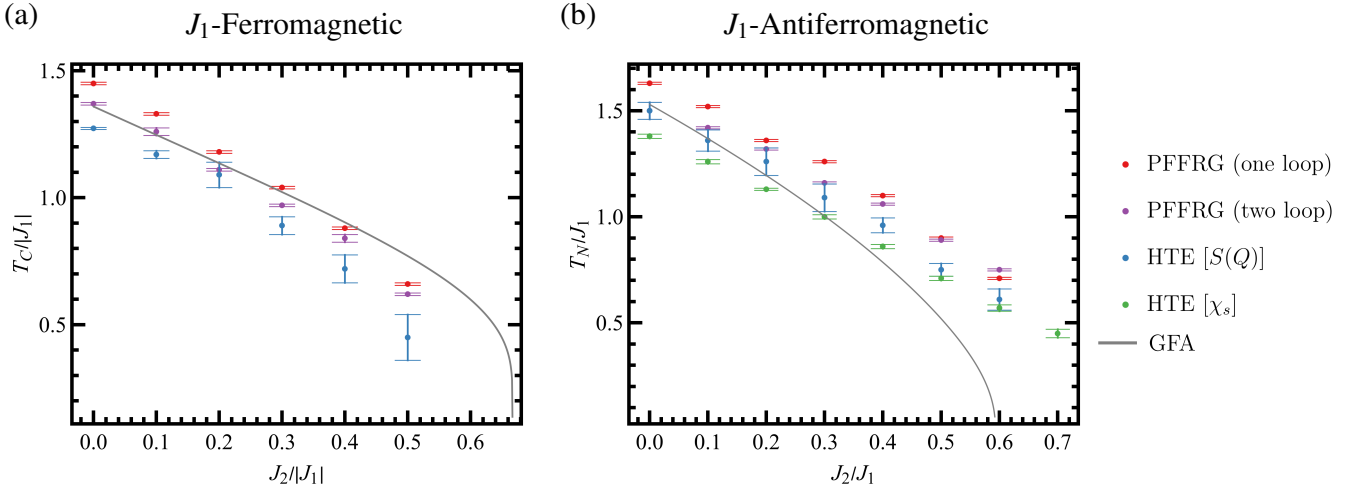 (a)
J₁-Ferromagnetic
1.5
1.0
0.5
T_C/|J₁|
0.0 0.1 0.2 0.3 0.4 0.5 0.6
J₂/|J₁|
(b)
J₁-Antiferromagnetic
1.5
1.0
0.5
T_N/J₁
0.0 0.1 0.2 0.3 0.4 0.5 0.6 0.7
J₂/J₁
PFFRG (one loop)
PFFRG (two loop)
HTE [S(Q)]
HTE [χₛ]
GFA